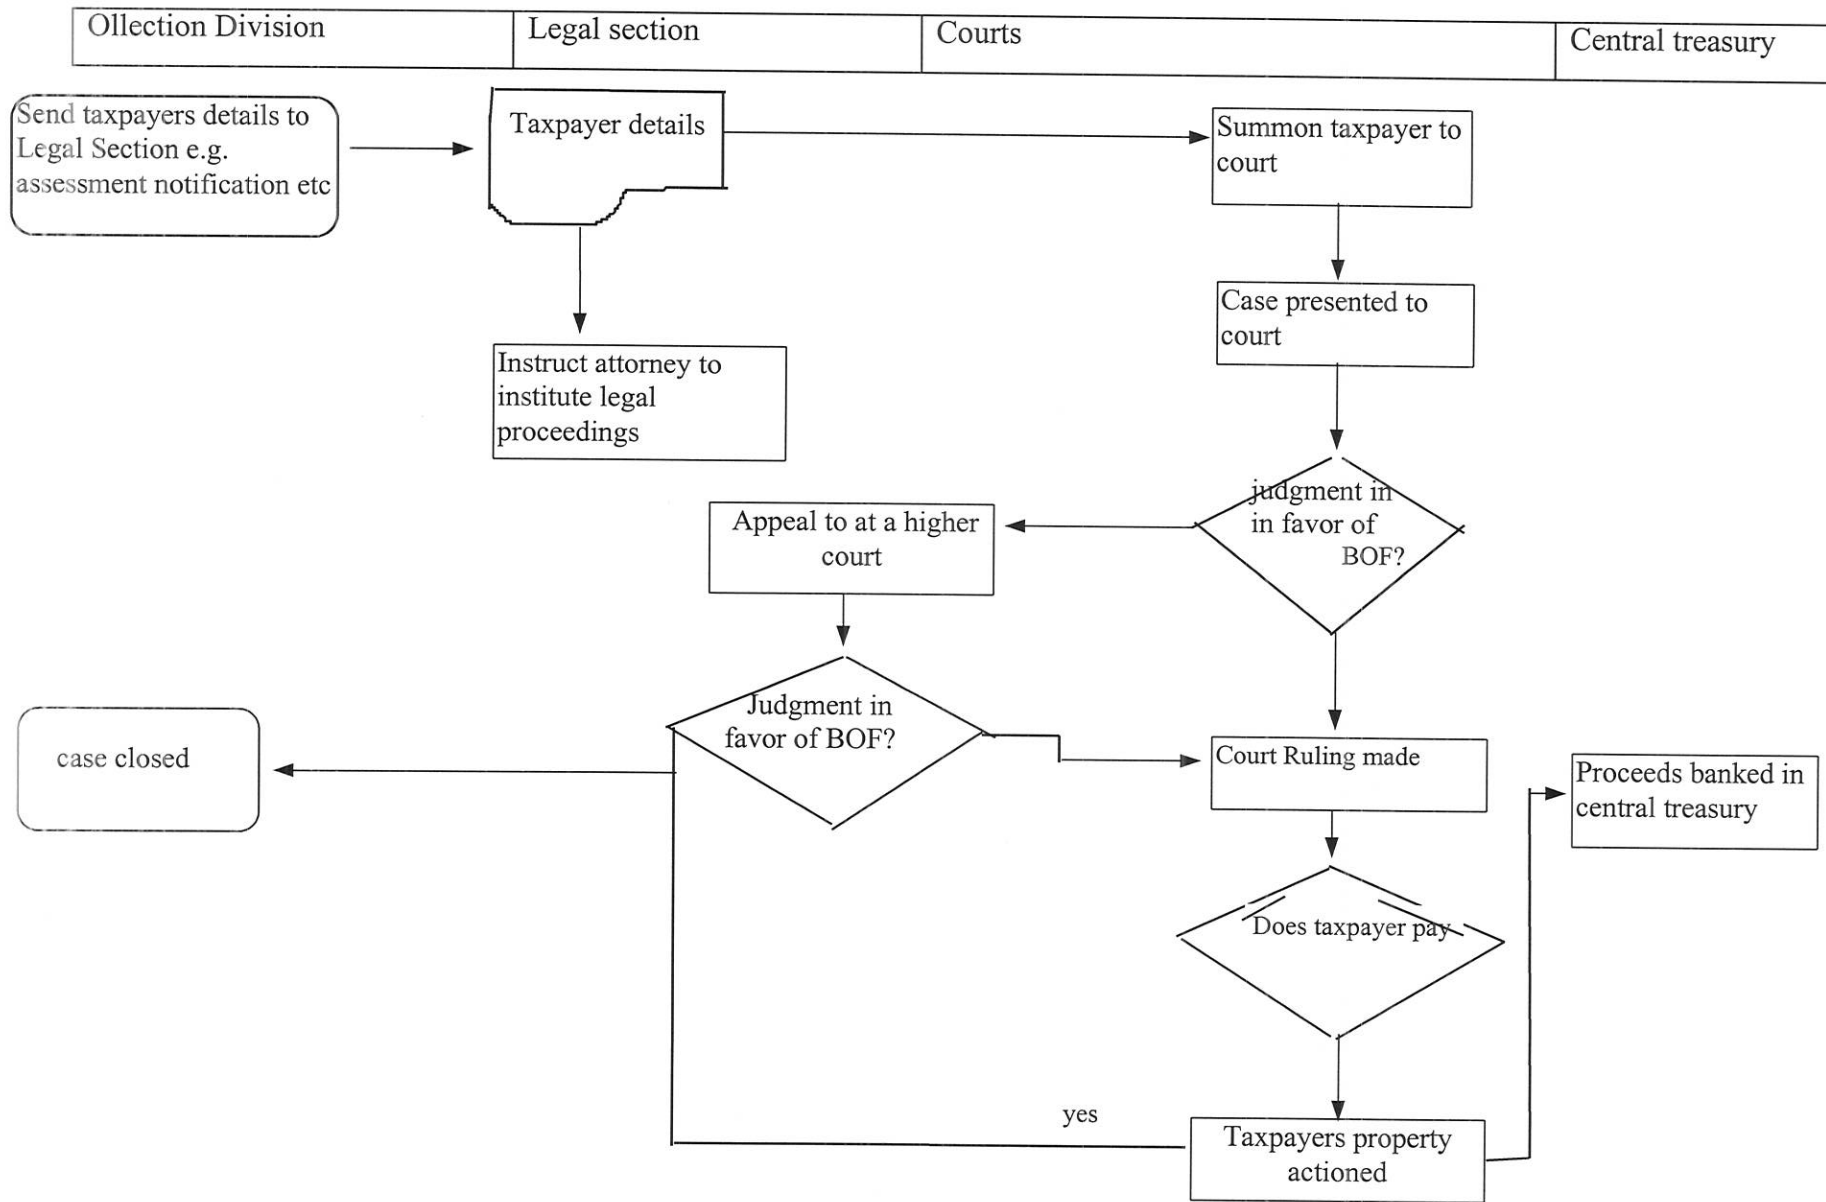 Ollection Division
Legal section
Courts
Central treasury
Send taxpayers details to
Legal Section e.g.
assessment notification etc
Taxpayer details
Summon taxpayer to
court
Case presented to
court
Instruct attorney to
institute legal
proceedings
judgment in
in favor of
BOF?
Appeal to at a higher
court
Judgment in
favor of BOF?
case closed
Court Ruling made
Proceeds banked in
central treasury
Does taxpayer pay
yes
Taxpayers property
actioned